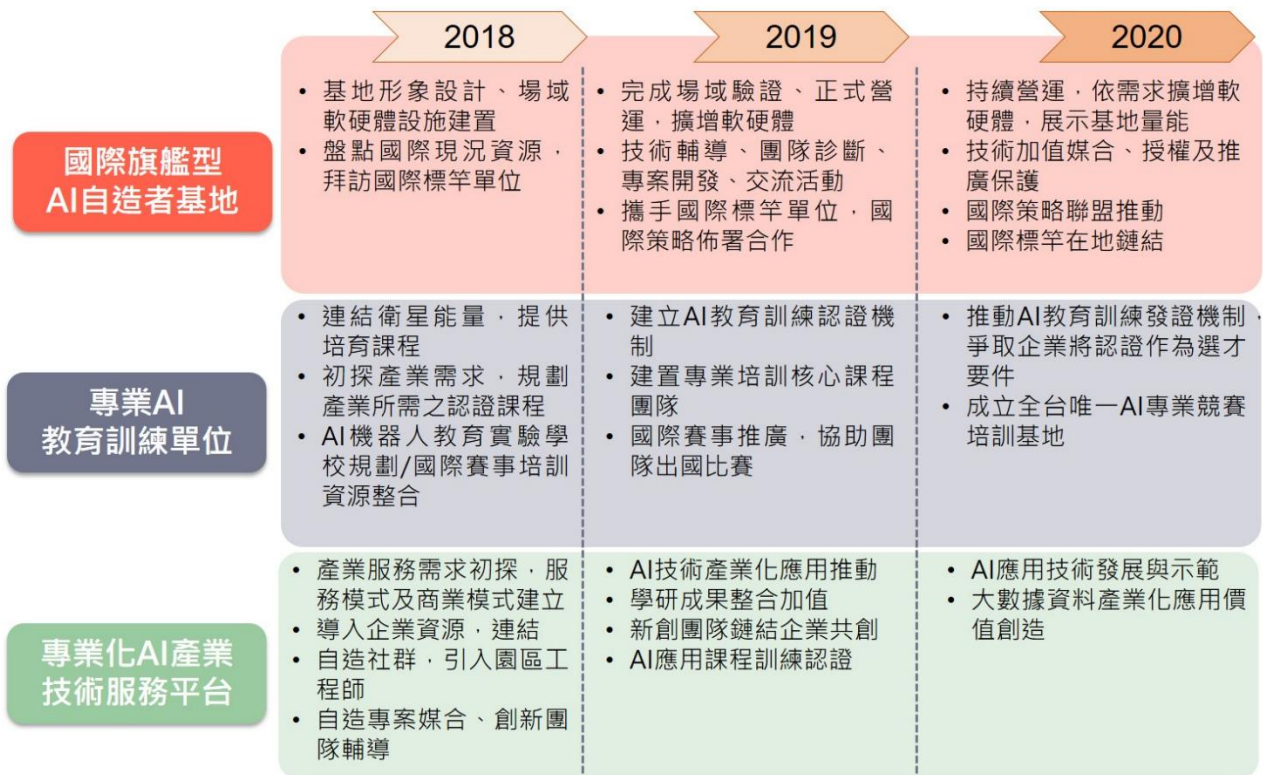 2018
2019
2020
國際旗艦型
AI自造者基地
• 基地形象設計、場域
軟硬體設施建置
• 盤點國際現況資源，
拜訪國際標竿單位
• 完成場域驗證、正式營
運，擴增軟硬體
• 技術輔導、團隊診斷、
專案開發、交流活動
• 攜手國際標竿單位，國
際策略佈署合作
• 持續營運，依需求擴增軟
硬體，展示基地量能
• 技術加值媒合、授權及推
廣保護
• 國際策略聯盟推動
• 國際標竿在地鏈結
專業AI
教育訓練單位
• 連結衛星能量，提供
培育課程
• 初探產業需求，規劃
產業所需之認證課程
• AI機器人教育實驗學
校規劃/國際賽事培訓
資源整合
• 建立AI教育訓練認證機
制
• 建置專業培訓核心課程
團隊
• 國際賽事推廣，協助團
隊出國比賽
• 推動AI教育訓練發證機制，
爭取企業將認證作為選才
要件
• 成立全台唯一AI專業競賽
培訓基地
專業化AI產業
技術服務平台
• 產業服務需求初探，服
務模式及商業模式建立
• 導入企業資源，連結
• 自造社群，引入園區工
程師
• 自造專案媒合、創新團
隊輔導
• AI技術產業化應用推動
• 學研成果整合加值
• 新創團隊鏈結企業共創
• AI應用課程訓練認證
• AI應用技術發展與示範
• 大數據資料產業化應用價
值創造